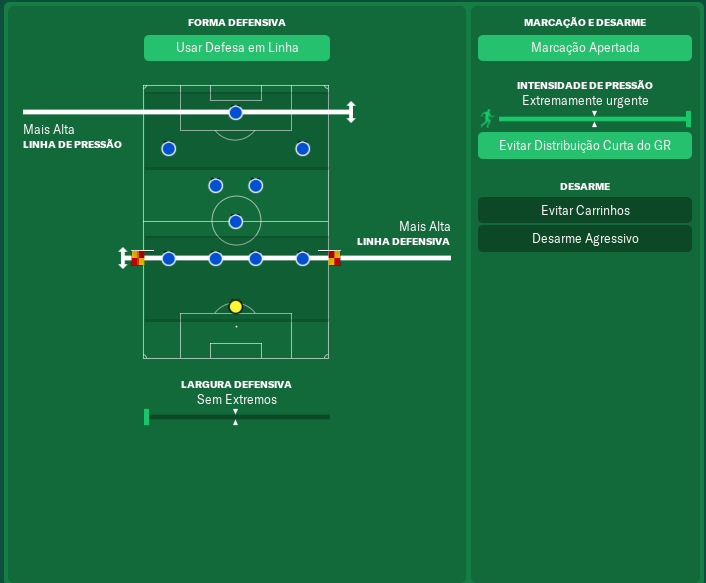 FORMA DEFENSIVA
Usar Defesa em Linha
Mais Alta
LINHA DE PRESSÃO
Mais Alta
LINHA DEFENSIVA
LARGURA DEFENSIVA
Sem Extremos
MARCAÇÃO E DESARME
Marcação Apertada
INTENSIDADE DE PRESSÃO
Extremamente urgente
Evitar Distribuição Curta do GR
DESARME
Evitar Carrinhos
Desarme Agressivo